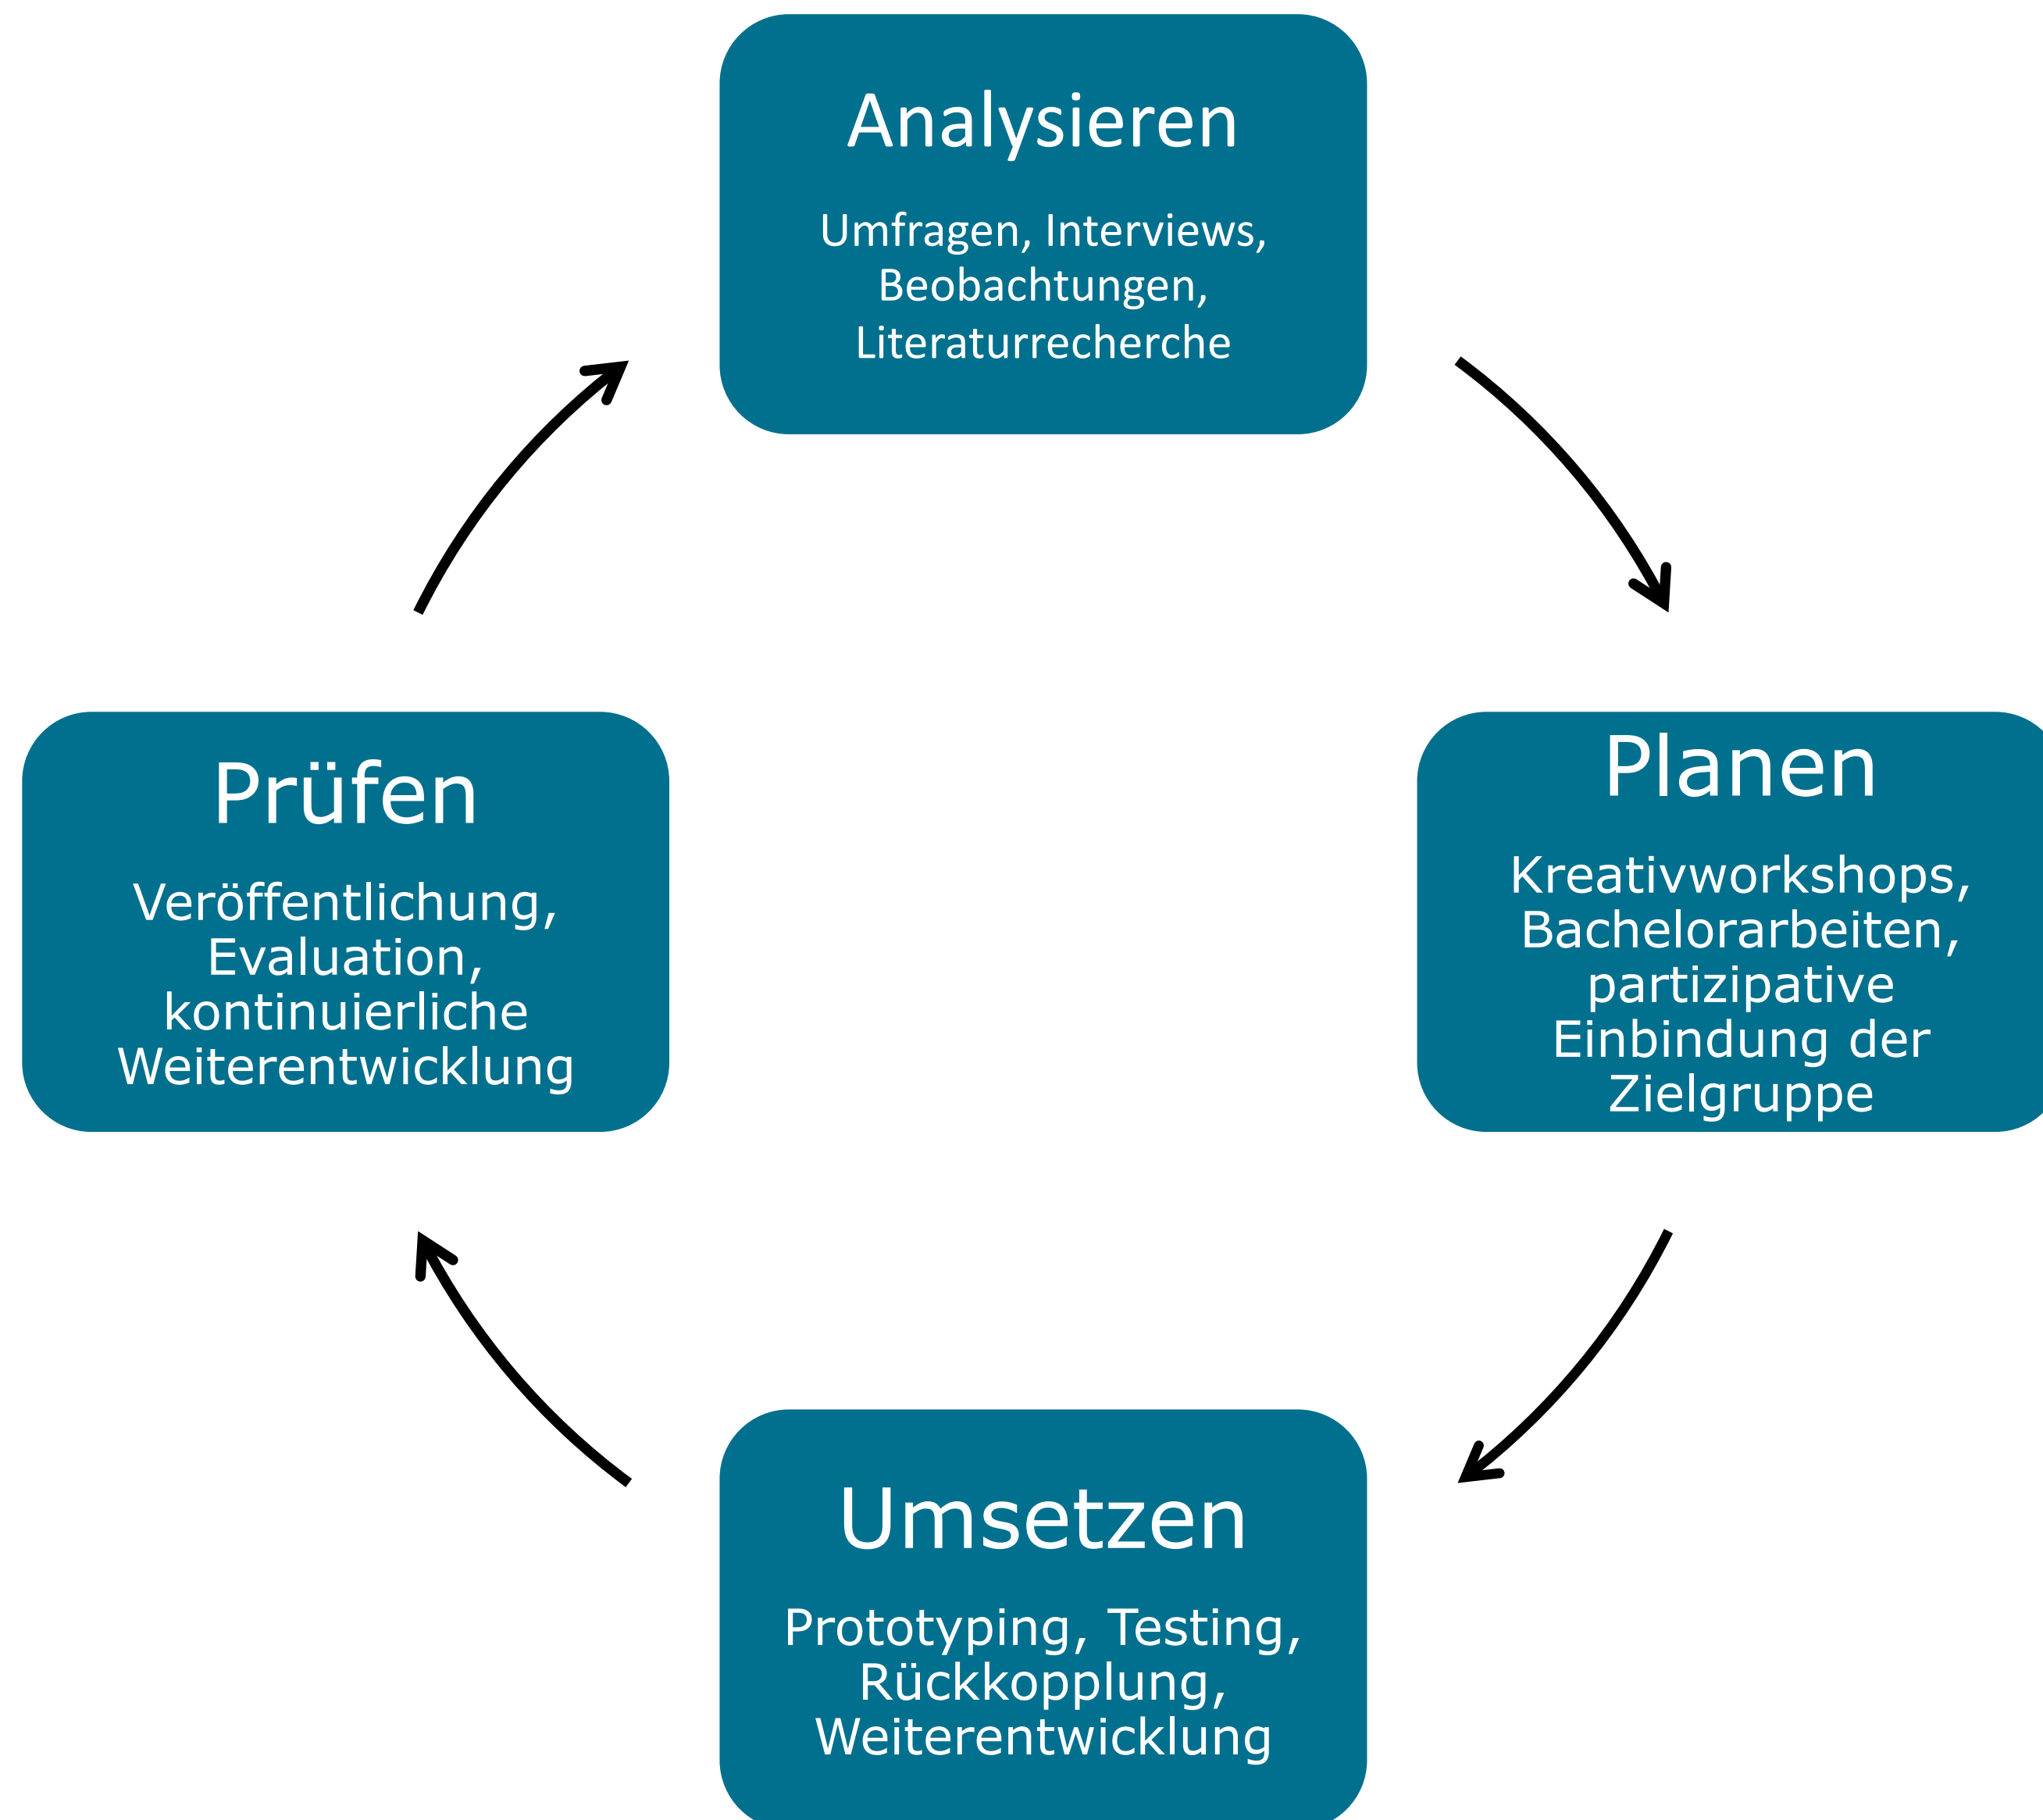 Analysieren
Umfragen, Interviews,
Beobachtungen,
Literaturrecherche
Planen
Kreativworkshops,
Bachelorarbeiten,
partizipative
Einbindung der
Zielgruppe
Umsetzen
Prototyping, Testing,
Rückkopplung,
Weiterentwicklung
Prüfen
Veröffentlichung,
Evaluation,
kontinuierliche
Weiterentwicklung